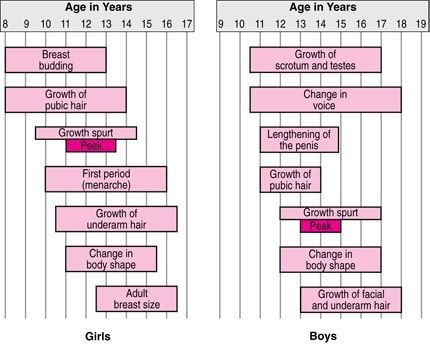 Age in Years
8 9 10 11 12 13 14 15 16 17
Breast
budding
Growth of
pubic hair
Growth spurt
Peak
First period
(menarche)
Growth of
underarm hair
Change in
body shape
Adult
breast size
Girls
Age in Years
9 10 11 12 13 14 15 16 17 18 19
Growth of
scrotum and testes
Change in
voice
Lengthening of
the penis
Growth of
pubic hair
Growth spurt
Peak
Change in
body shape
Growth of facial
and underarm hair
Boys